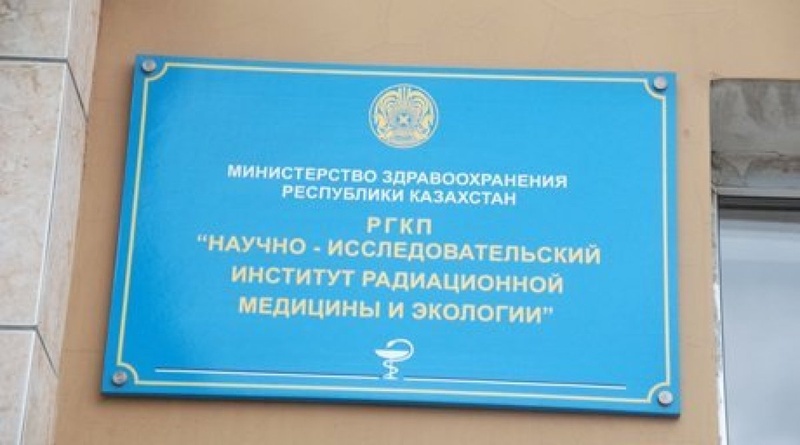 МИНИСТЕРСТВО ЗДРАВООХРАНЕНИЯ
РЕСПУБЛИКИ КАЗАХСТАН
РГКП
“НАУЧНО - ИССЛЕДОВАТЕЛЬСКИЙ
ИНСТИТУТ РАДИАЦИОННОЙ
МЕДИЦИНЫ И ЭКОЛОГИИ”